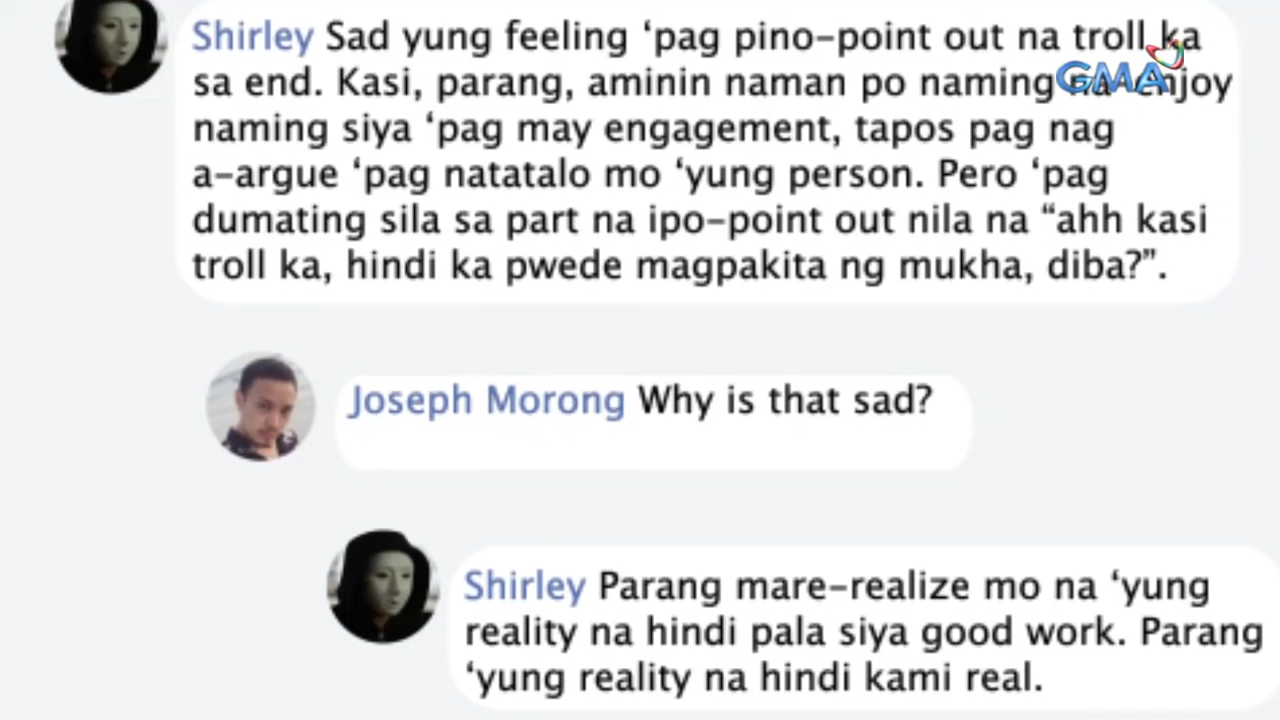 Shirley Sad yung feeling ‘pag pino-point out na troll ka
GMA
sa end. Kasi, parang, aminin naman po naming na-enjoy
naming siya ‘pag may engagement, tapos pag nag
a-argue ‘pag natatalo mo ‘yung person. Pero ‘pag
dumating sila sa part na ipo-point out nila na “ahh kasi
troll ka, hindi ka pwede magpakita ng mukha, diba?”.
Joseph Morong Why is that sad?
Shirley Parang mare-realize mo na ‘yung
reality na hindi pala siya good work. Parang
‘yung reality na hindi kami real.